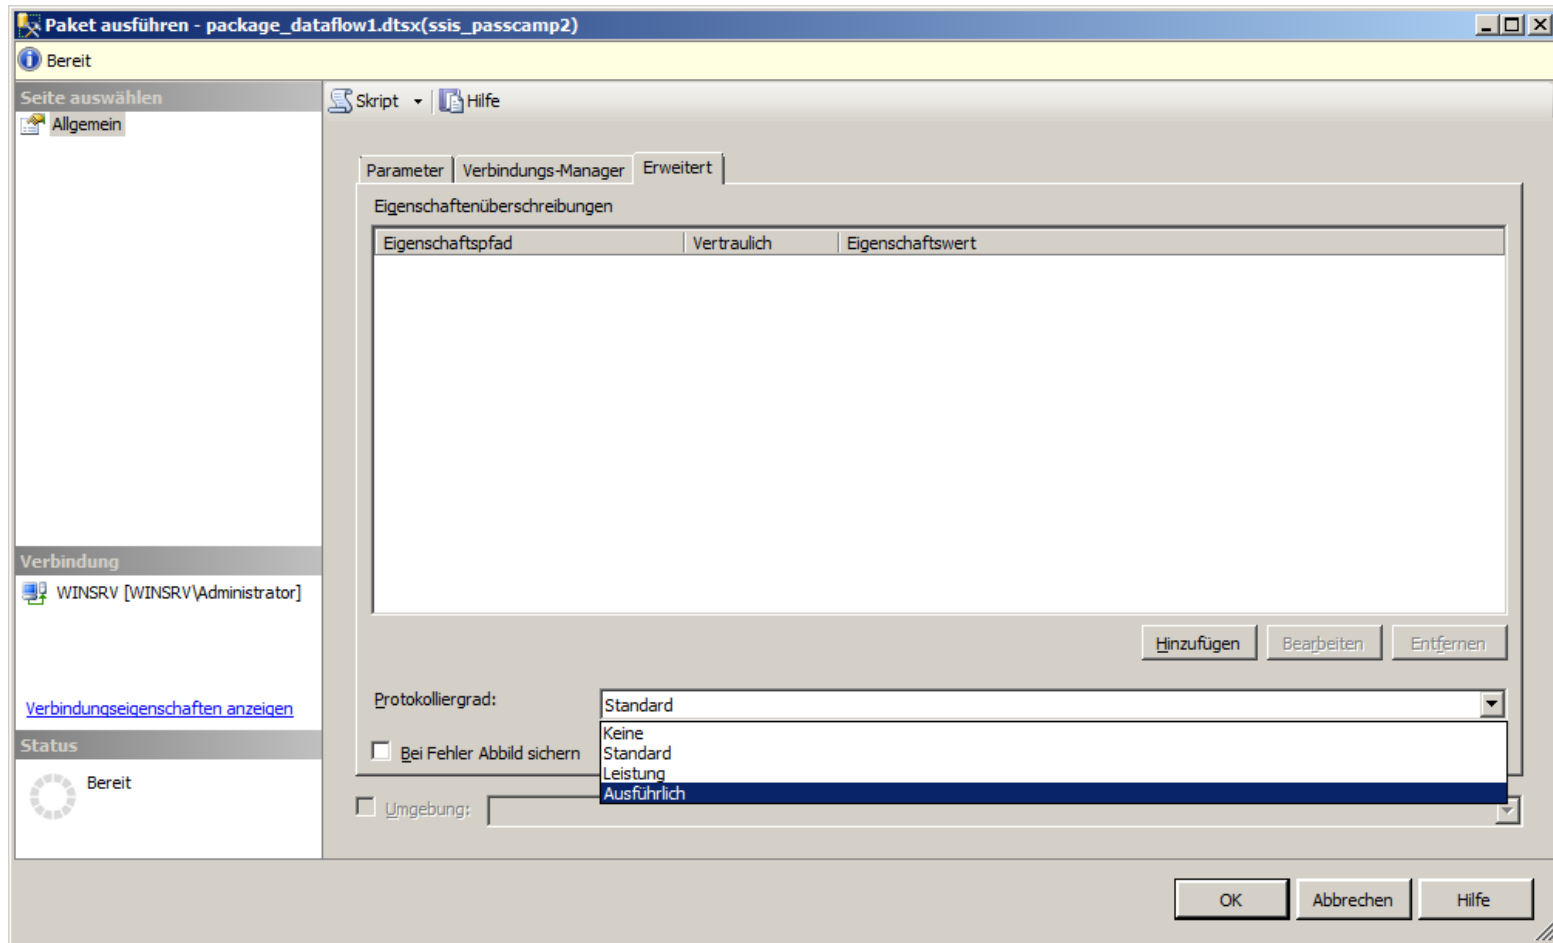 Paket ausführen - package_dataflow1.dtsx(ssis_passcamp2)
Bereit
Seite auswählen
Allgemein
Skript
Hilfe
Parameter
Verbindungs-Manager
Erweitert
Eigenschaftenüberschreibungen
Eigenschaftspfad
Vertraulich
Eigenschaftswert
Verbindung
WINSRV [WINSRV\Administrator]
Verbindungseigenschaften anzeigen
Status
Bereit
Hinzufügen
Bearbeiten
Entfernen
Protokolliergrad:
Standard
Keine
Standard
Leistung
Ausführlich
Bei Fehler Abbild sichern
Umgebung:
OK
Abbrechen
Hilfe